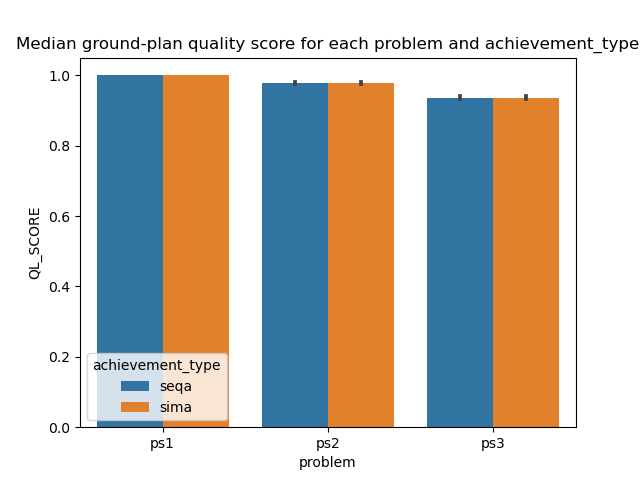 Median ground-plan quality score for each problem and achievement_type
1.0
0.8
0.6
0.4
0.2
0.0
QL_SCORE
achievement_type
seqa
sima
ps1 ps2 ps3
problem